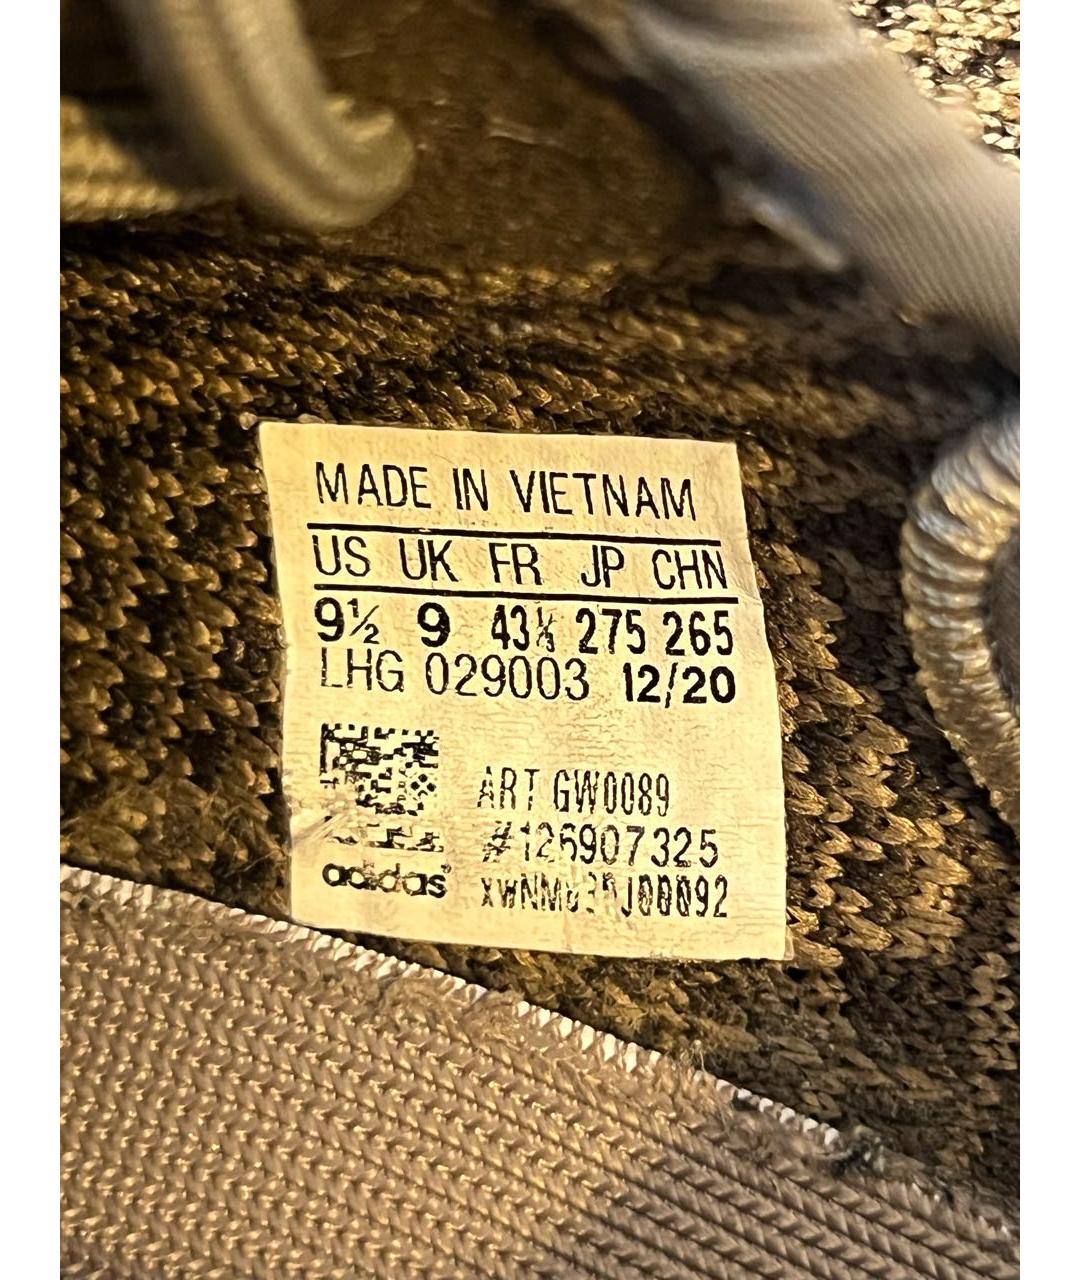 MADE IN VIETNAM
US UK FR JP CHN
9½ 9 43⅓ 275 265
LHG 029003 12/20
ART GW0089
#126907325
adidas